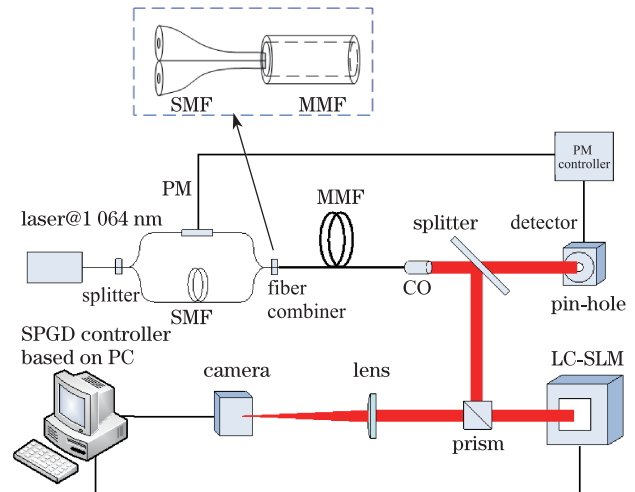 SMF
MMF
PM
controller
PM
MMF
splitter
detector
laser@1 064 nm
splitter
SMF
fiber
combiner
CO
pin-hole
SPGD controller
based on PC
camera
lens
LC-SLM
prism